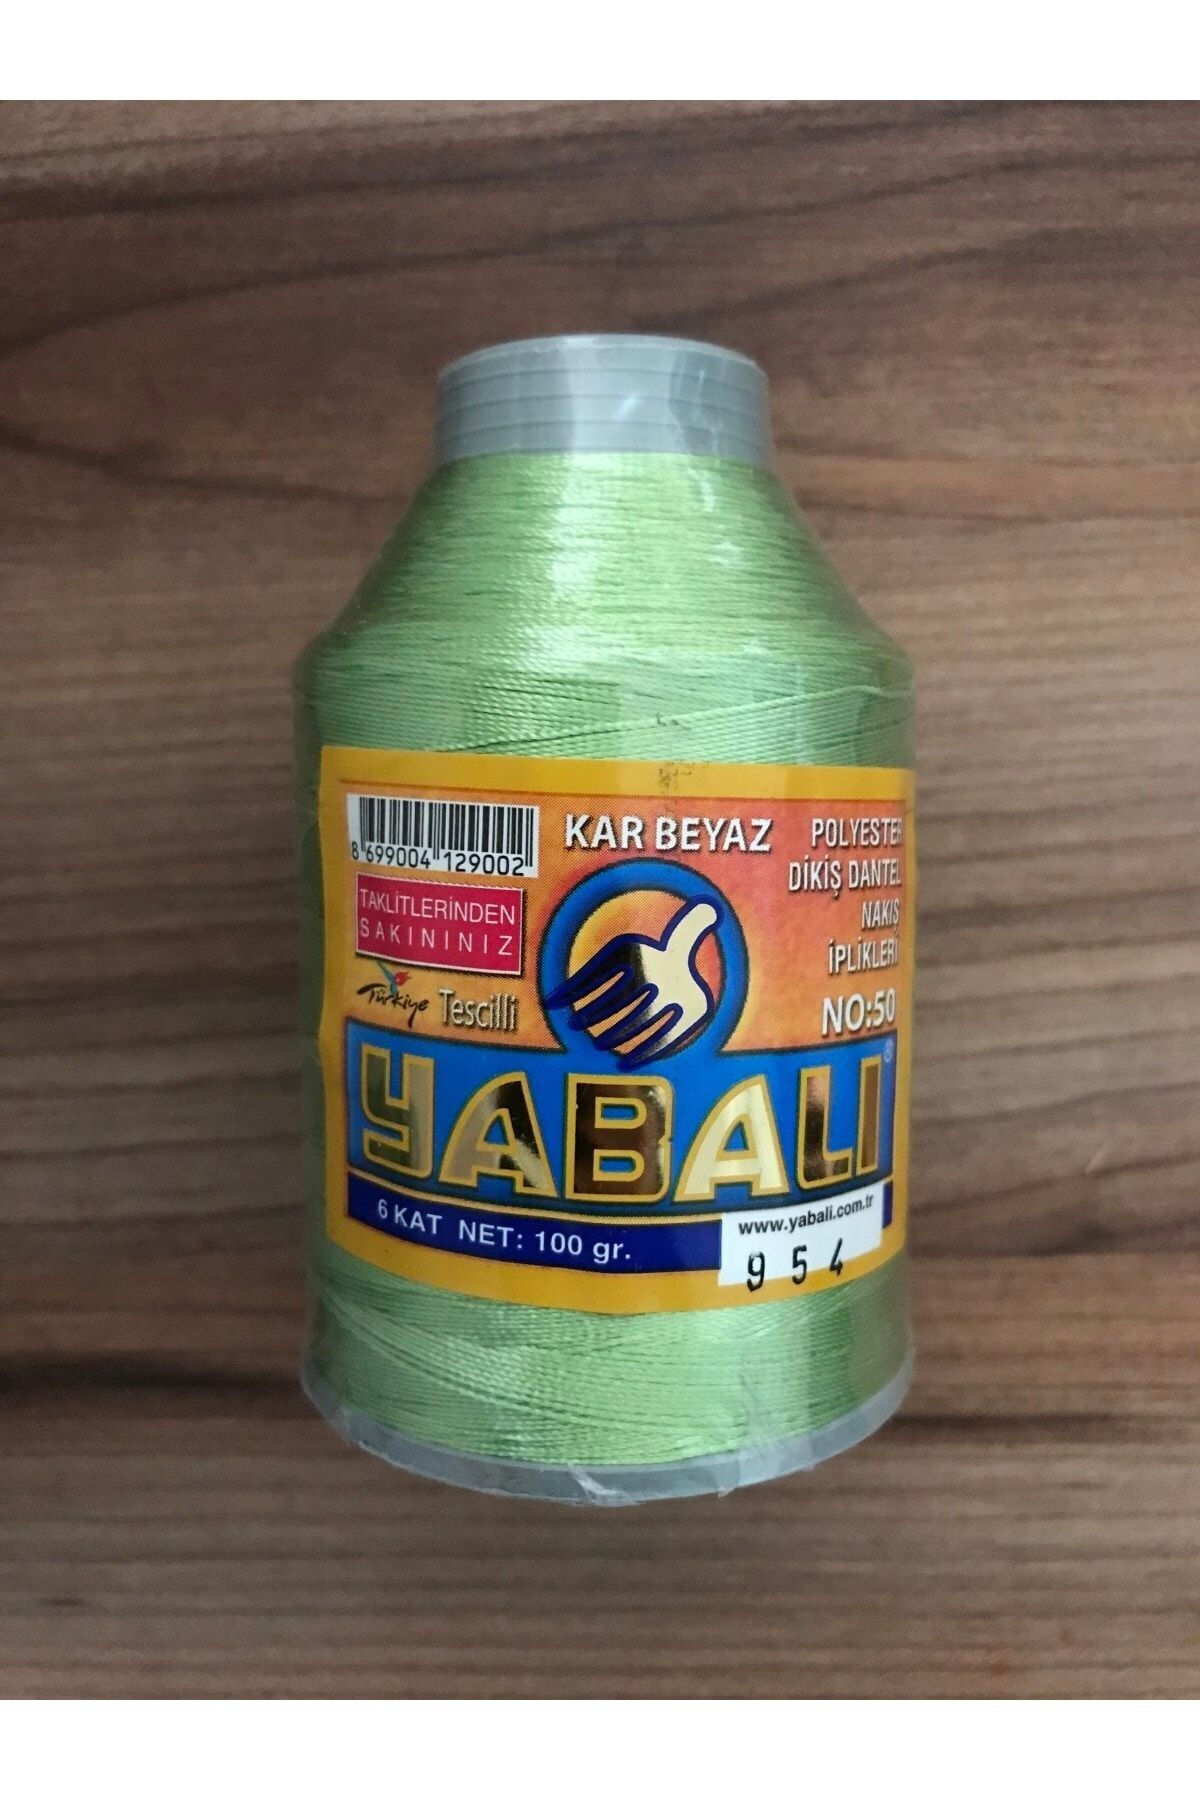 KAR BEYAZ
POLYESTER
DİKİŞ DANTEL
NAKIŞ
İPLİKLERİ
NO:50
8 699004 129002
TAKLİTLERİNDEN
SAKININIZ
Türkiye Tescilli
YABALI®
6 KAT NET: 100 gr.
www.yabali.com.tr
954